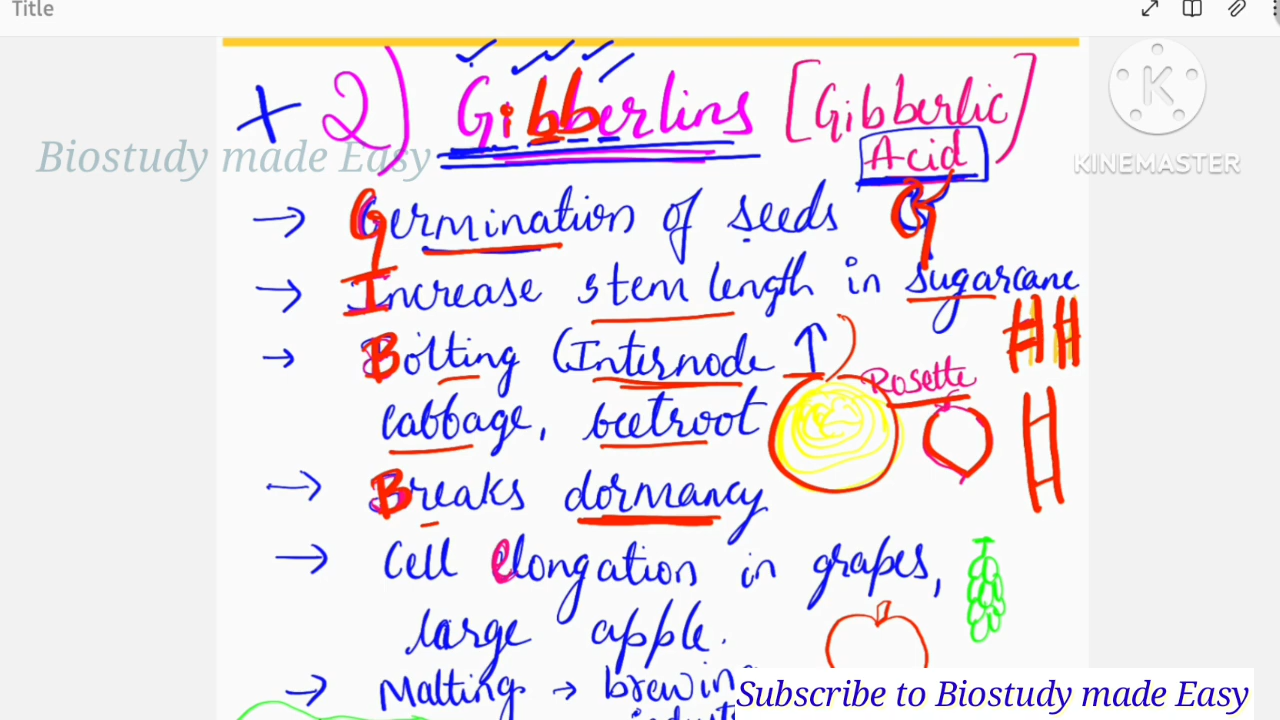 Title
+ 2) Gibberlins [Gibberlic Acid]
Biostudy made Easy
KINEMASTER
→ Germination of seeds
→ Increase stem length in sugarcane
→ Bolting (Internode ↑)
Rosette
cabbage, beetroot
→ Breaks dormancy
→ Cell elongation in grapes,
large apple.
→ Malting → brewing
Subscribe to Biostudy made Easy